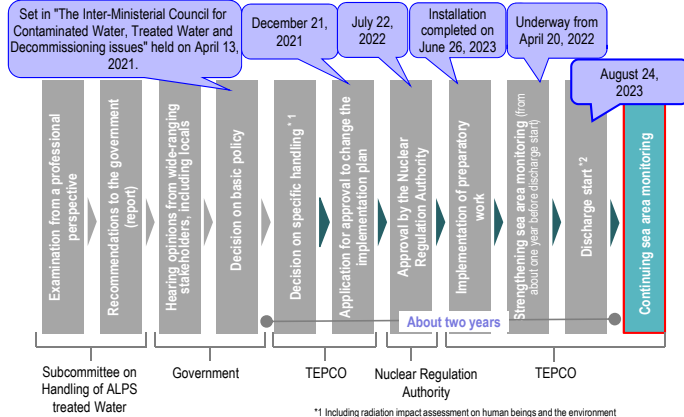 Set in "The Inter-Ministerial Council for
Contaminated Water, Treated Water and
Decommissioning issues" held on April 13,
2021.
December 21,
2021
July 22,
2022
Installation
completed on
June 26, 2023
Underway from
April 20, 2022
August 24,
2023
Examination from a professional
perspective
Recommendations to the government
(report)
Hearing opinions from wide-ranging
stakeholders, including locals
Decision on basic policy
Decision on specific handling*1
Application for approval to change the
implementation plan
Approval by the Nuclear
Regulation Authority
Implementation of preparatory
work
Strengthening sea area monitoring (from
about one year before discharge start)
Discharge start *2
Continuing sea area monitoring
About two years
Subcommittee on
Handling of ALPS
treated Water
Government
TEPCO
Nuclear Regulation
Authority
TEPCO
*1 Including radiation impact assessment on human beings and the environment